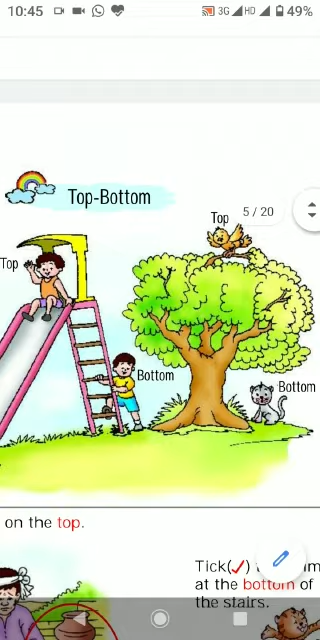 10:45 3G HD 49%
Top-Bottom
Top 5 / 20
Top
Bottom
Bottom
on the top.
Tick(✓)
at the bottom of
the stairs.